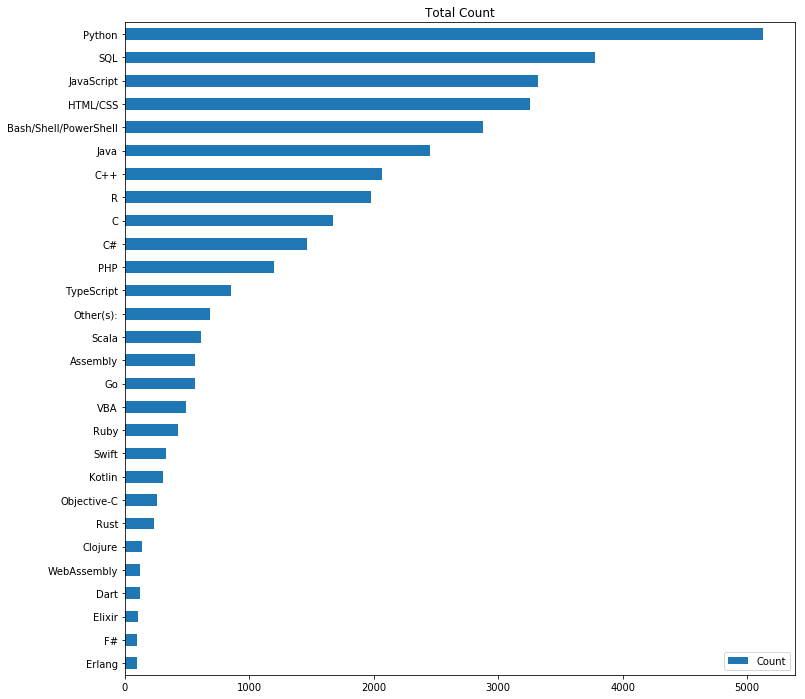 Total Count
Python
SQL
JavaScript
HTML/CSS
Bash/Shell/PowerShell
Java
C++
R
C
C#
PHP
TypeScript
Other(s):
Scala
Assembly
Go
VBA
Ruby
Swift
Kotlin
Objective-C
Rust
Clojure
WebAssembly
Dart
Elixir
F#
Erlang
Count
0 1000 2000 3000 4000 5000